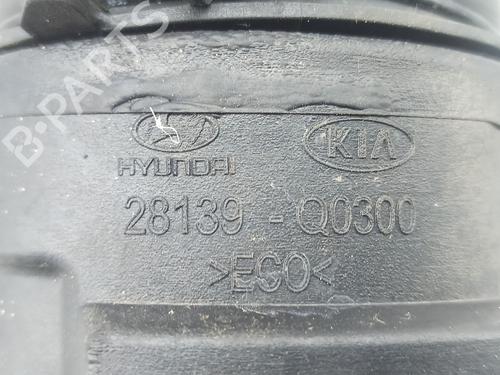 B-PARTS
HYUNDAI KIA
28139-Q0300
>ECO<